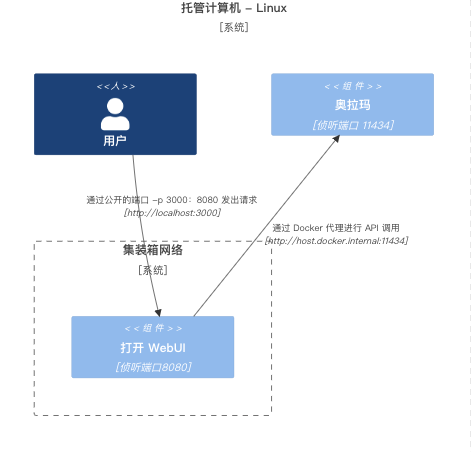 托管计算机 – Linux
[系统]
<<人>>
用户
<<组件>>
奥拉玛
[侦听端口 11434]
通过公开的端口 –p 3000：8080 发出请求
[http://localhost:3000]
通过 Docker 代理进行 API 调用
[http://host.docker.internal:11434]
集装箱网络
[系统]
<<组件>>
打开 WebUI
[侦听端口8080]